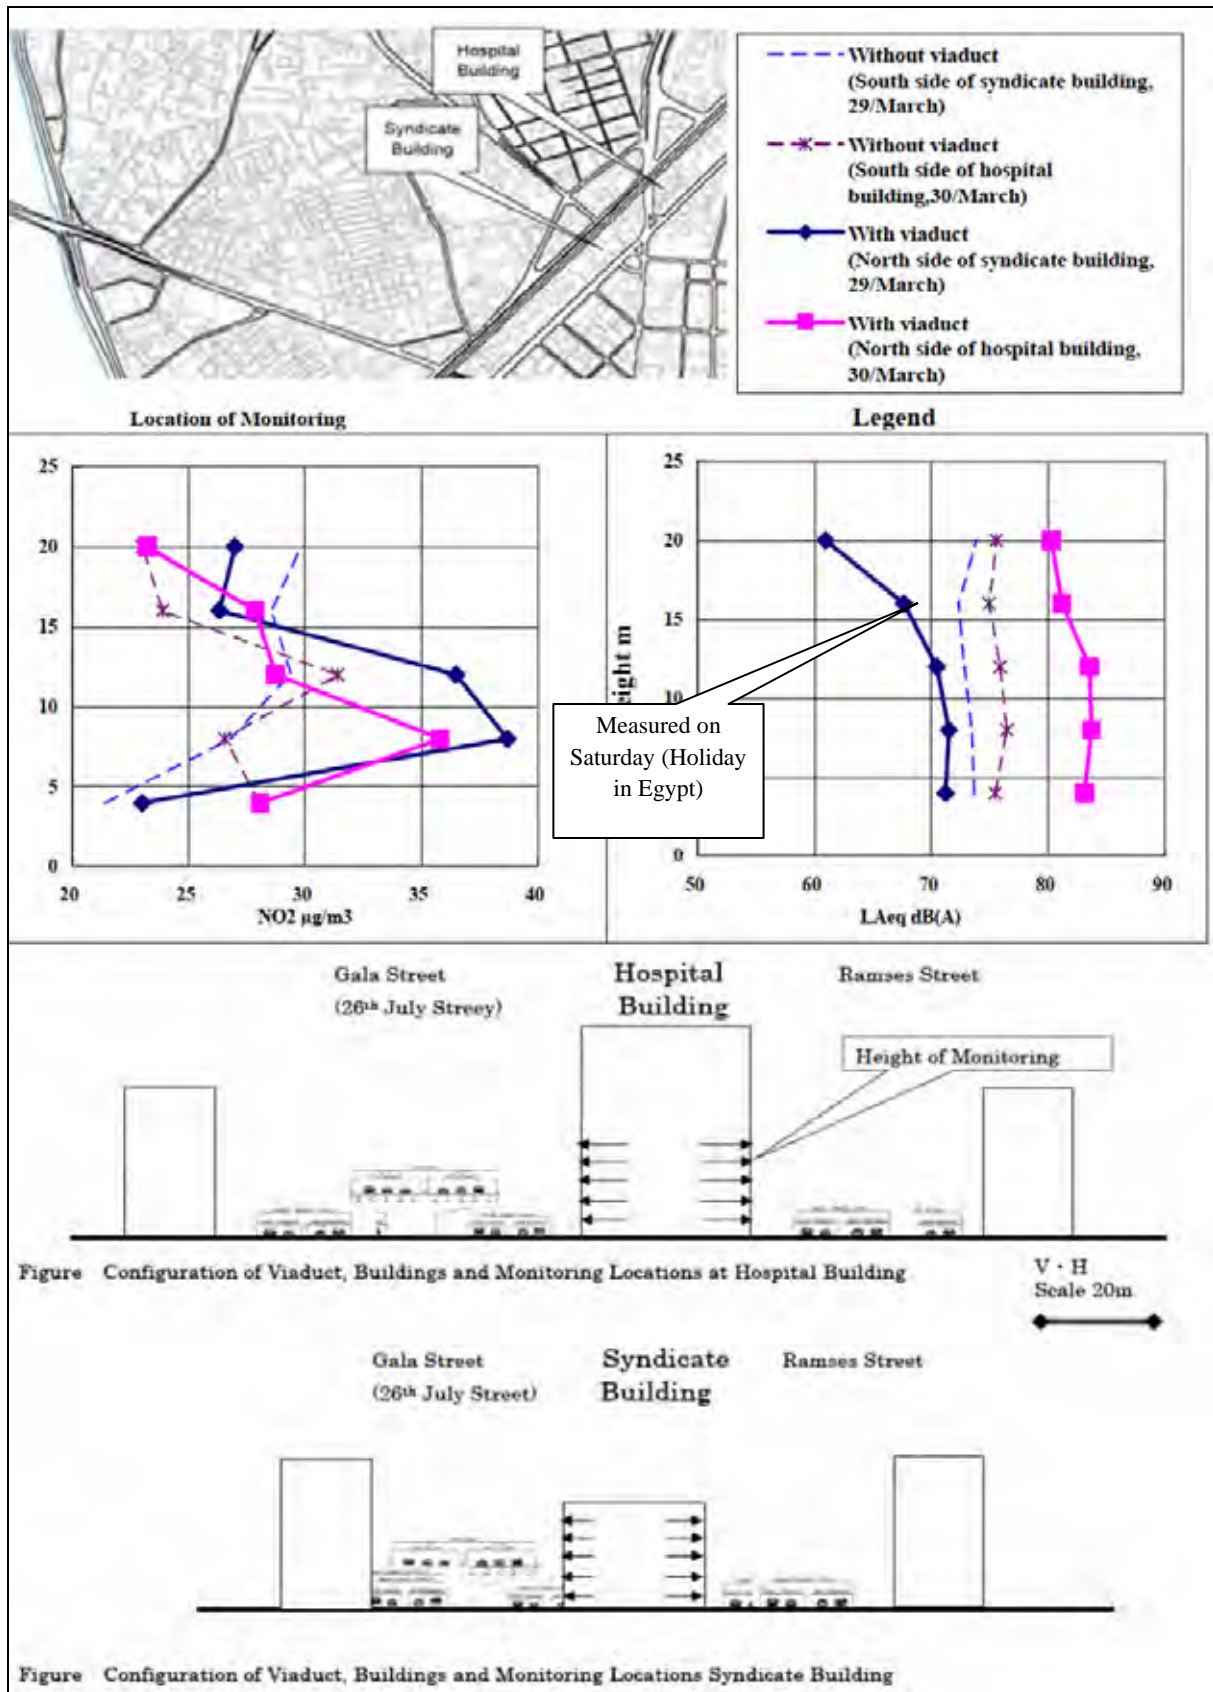 Hospital
Building
Syndicate
Building
Without viaduct
(South side of syndicate building,
29/March)
Without viaduct
(South side of hospital
building,30/March)
With viaduct
(North side of syndicate building,
29/March)
With viaduct
(North side of hospital building,
30/March)
Location of Monitoring
Legend
25
20
15
10
5
0
20
25
30
35
40
NO2 µg/m3
25
20
15
10
5
0
eight m
50
60
70
80
90
LAeq dB(A)
Measured on
Saturday (Holiday
in Egypt)
Gala Street
(26th July Streey)
Hospital
Building
Ramses Street
Height of Monitoring
Figure Configuration of Viaduct, Buildings and Monitoring Locations at Hospital Building
V・H
Scale 20m
Gala Street
(26th July Street)
Syndicate
Building
Ramses Street
Figure Configuration of Viaduct, Buildings and Monitoring Locations Syndicate Building